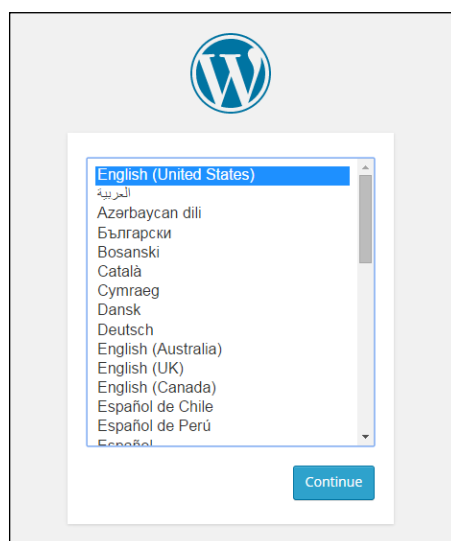 English (United States)
العربية
Azərbaycan dili
Български
Bosanski
Català
Cymraeg
Dansk
Deutsch
English (Australia)
English (UK)
English (Canada)
Español de Chile
Español de Perú
Español
Continue